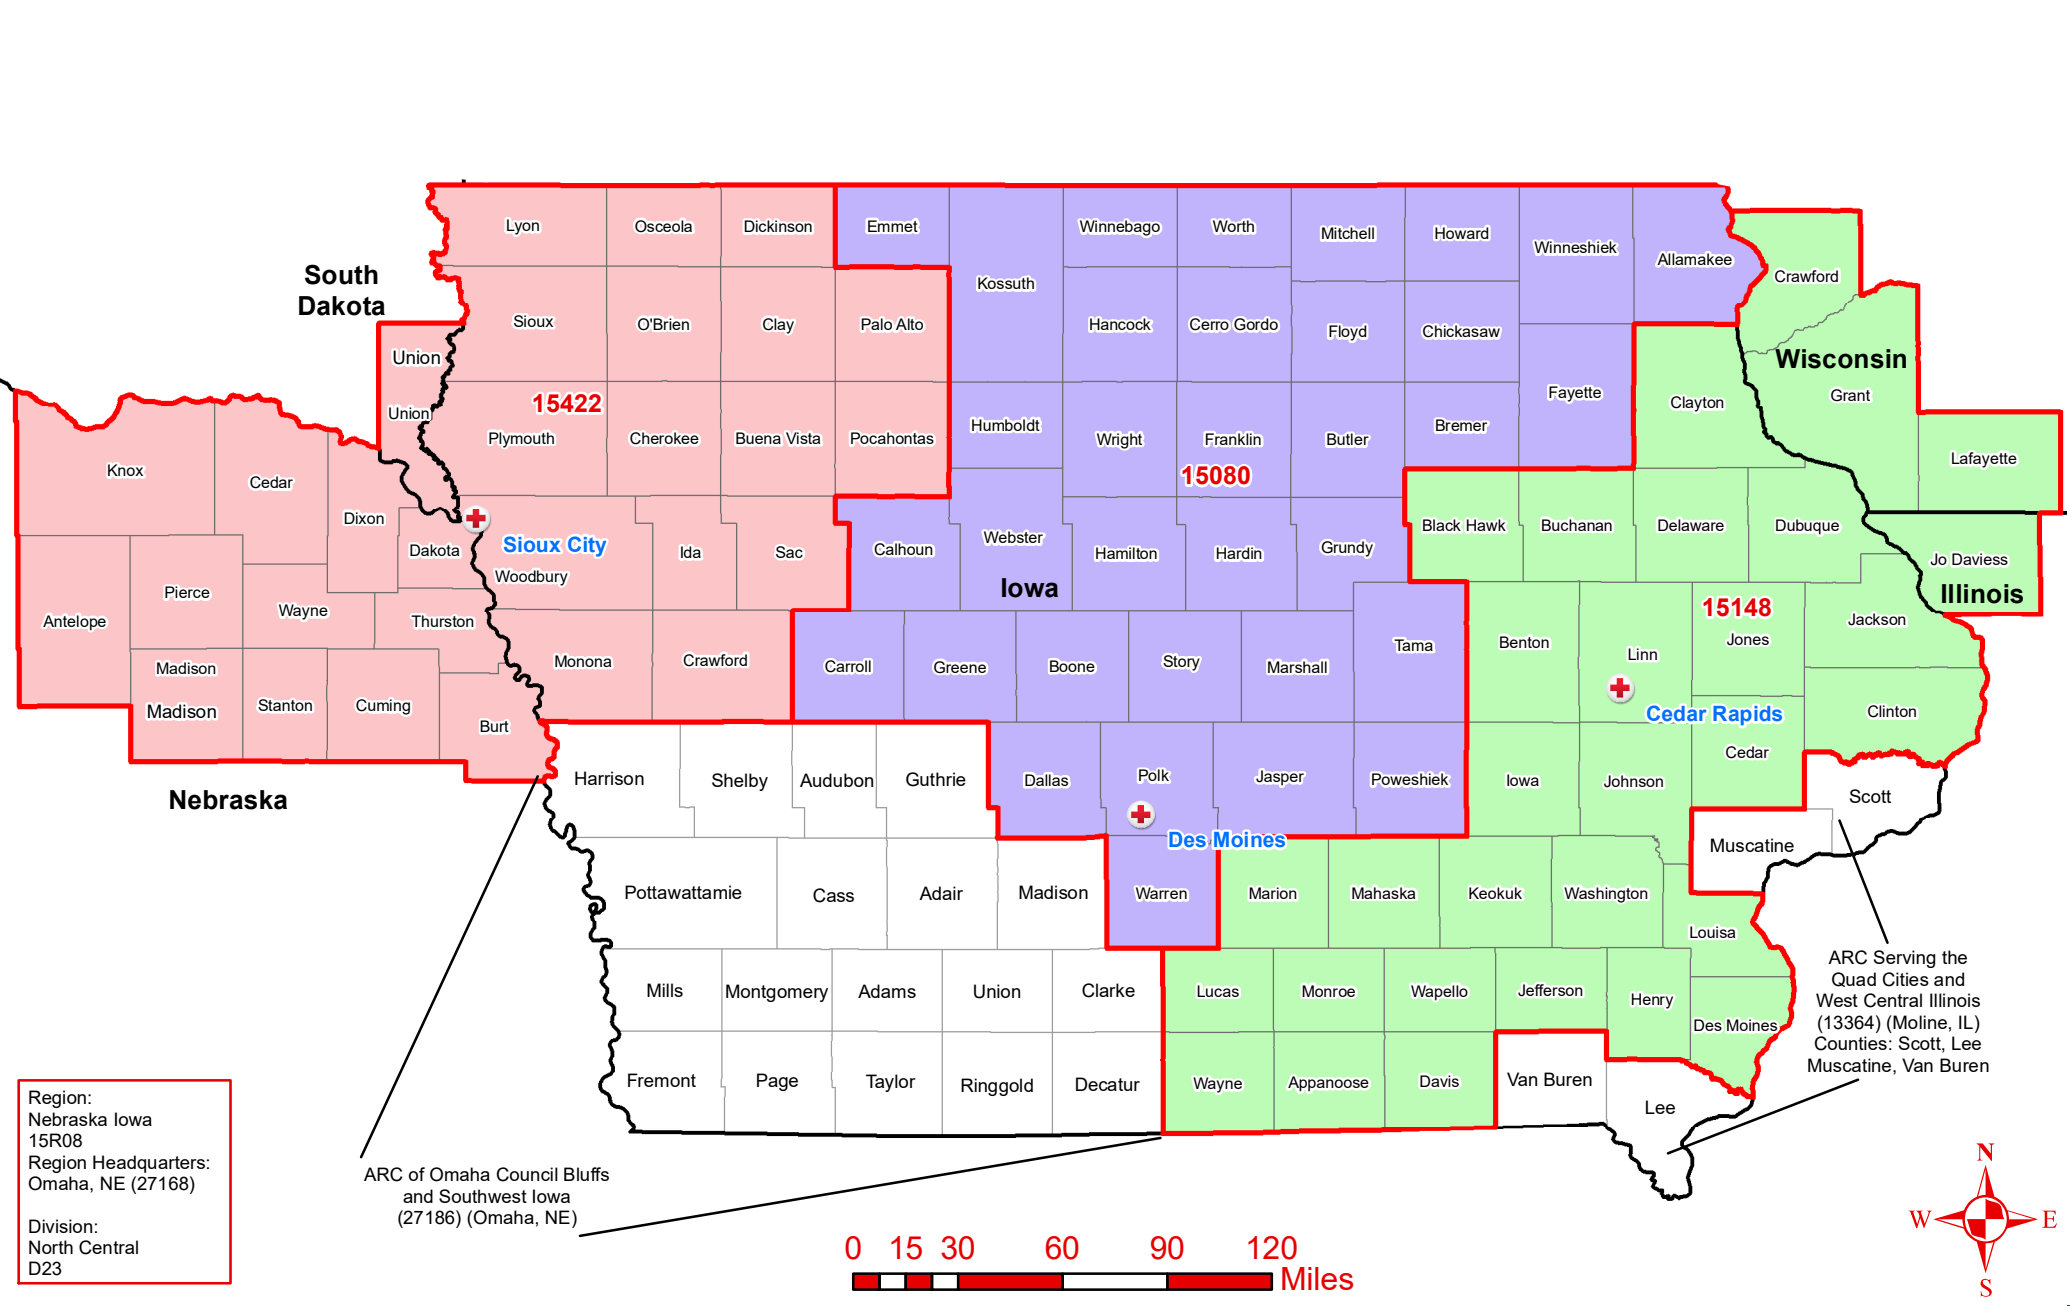 Lyon
Osceola
Dickinson
Emmet
Winnebago
Worth
Mitchell
Howard
Winneshiek
Allamakee
Crawford
South
Dakota
Kossuth
Sioux
O'Brien
Clay
Palo Alto
Hancock
Cerro Gordo
Floyd
Chickasaw
Union
Wisconsin
Grant
Union
15422
Fayette
Clayton
Plymouth
Cherokee
Buena Vista
Pocahontas
Humboldt
Wright
Franklin
Butler
Bremer
Lafayette
15080
Knox
Cedar
Dixon
Dakota
Sioux City
Woodbury
Ida
Sac
Calhoun
Webster
Hamilton
Hardin
Grundy
Black Hawk
Buchanan
Delaware
Dubuque
Jo Daviess
Illinois
Iowa
15148
Antelope
Pierce
Wayne
Thurston
Monona
Crawford
Carroll
Greene
Boone
Story
Marshall
Tama
Benton
Linn
Jones
Jackson
Madison
Madison
Stanton
Cuming
Burt
Cedar Rapids
Clinton
Nebraska
Harrison
Shelby
Audubon
Guthrie
Dallas
Polk
Jasper
Poweshiek
Iowa
Johnson
Cedar
Scott
Des Moines
Muscatine
Pottawattamie
Cass
Adair
Madison
Warren
Marion
Mahaska
Keokuk
Washington
Louisa
Mills
Montgomery
Adams
Union
Clarke
Lucas
Monroe
Wapello
Jefferson
Henry
Des Moines
ARC Serving the
Quad Cities and
West Central Illinois
(13364) (Moline, IL)
Counties: Scott, Lee
Muscatine, Van Buren
Fremont
Page
Taylor
Ringgold
Decatur
Wayne
Appanoose
Davis
Van Buren
Lee
Region:
Nebraska Iowa
15R08
Region Headquarters:
Omaha, NE (27168)
Division:
North Central
D23
ARC of Omaha Council Bluffs
and Southwest Iowa
(27186) (Omaha, NE)
0 15 30 60 90 120
Miles
N
W
E
S